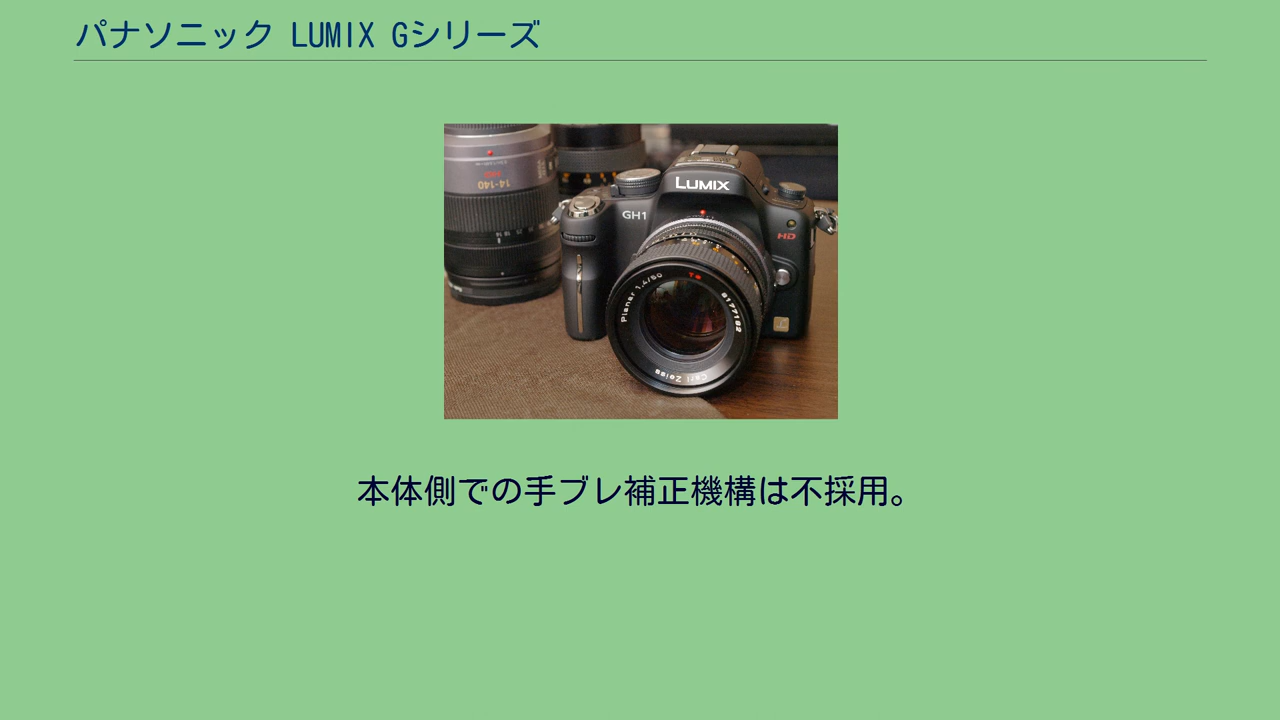 パナソニック LUMIX Gシリーズ
14-140
HD
LUMIX
GH1
HD
Planar 1.4/50
T*
8177182
Carl Zeiss
本体側での手ブレ補正機構は不採用。